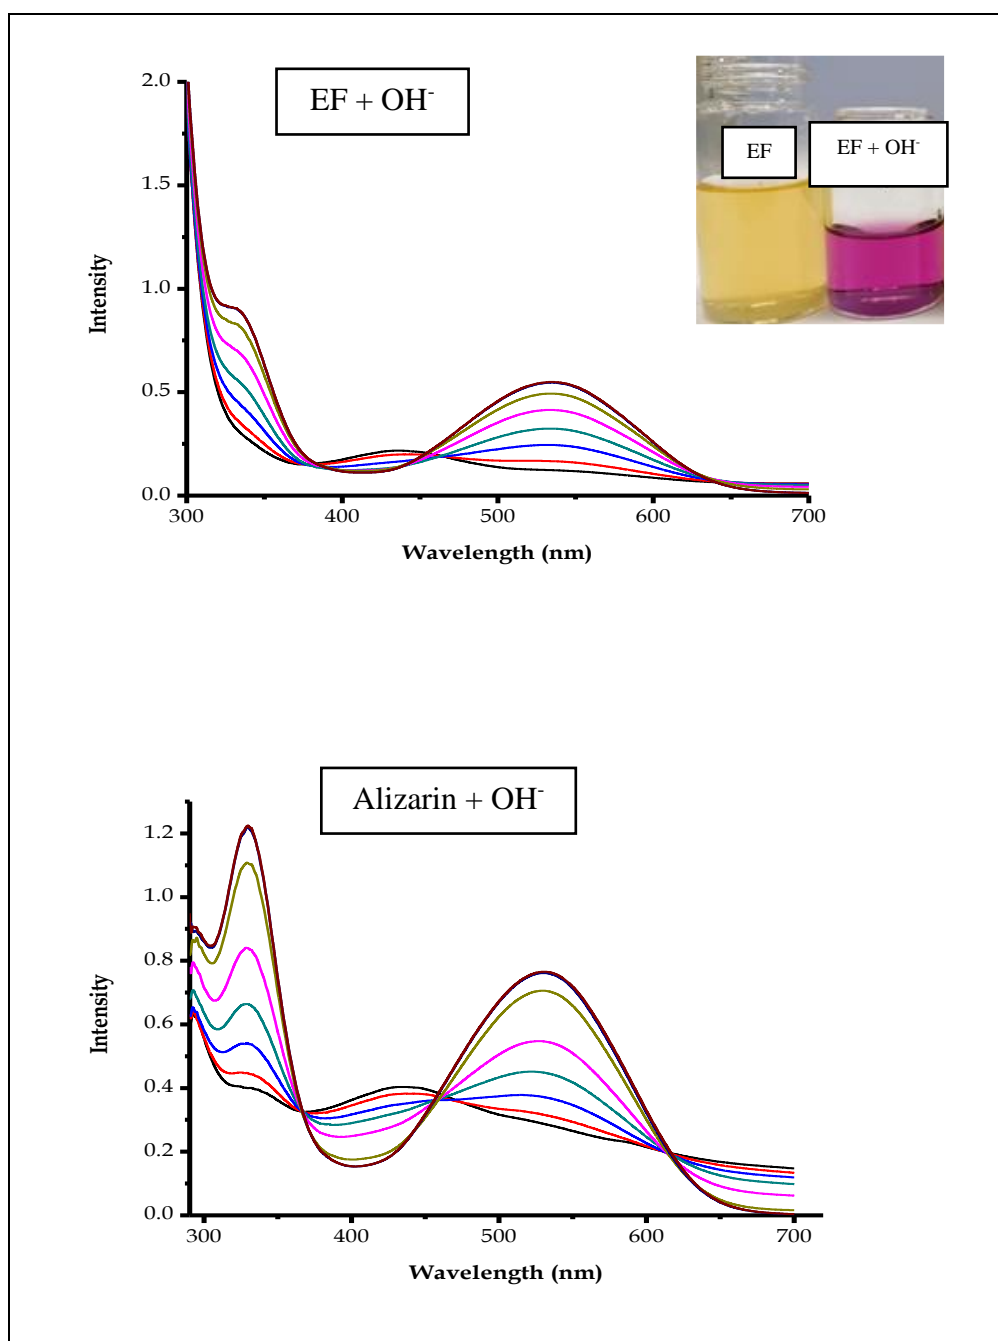 EF + OH⁻
EF
EF + OH⁻
2.0
1.5
1.0
0.5
0.0
Intensity
300
400
500
600
700
Wavelength (nm)
Alizarin + OH⁻
1.2
1.0
0.8
0.6
0.4
0.2
0.0
Intensity
300
400
500
600
700
Wavelength (nm)